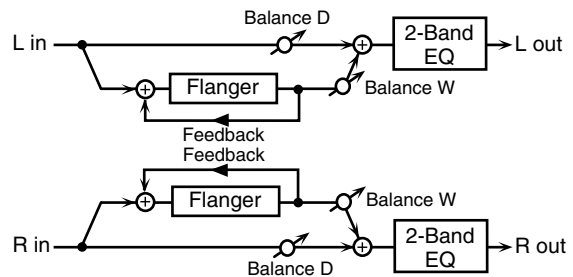 Balance D
L in
2-Band
EQ
L out
Flanger
Balance W
Feedback
Feedback
Flanger
Balance W
R in
2-Band
EQ
R out
Balance D